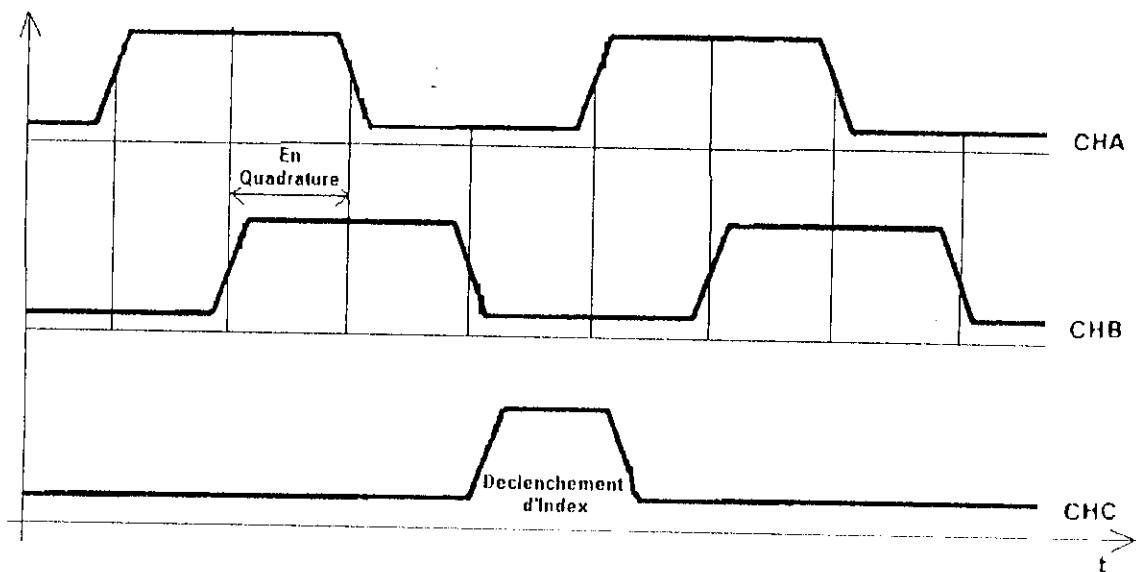 CHA
En
Quadrature
CHB
Declenchement
d'Index
CHC
t